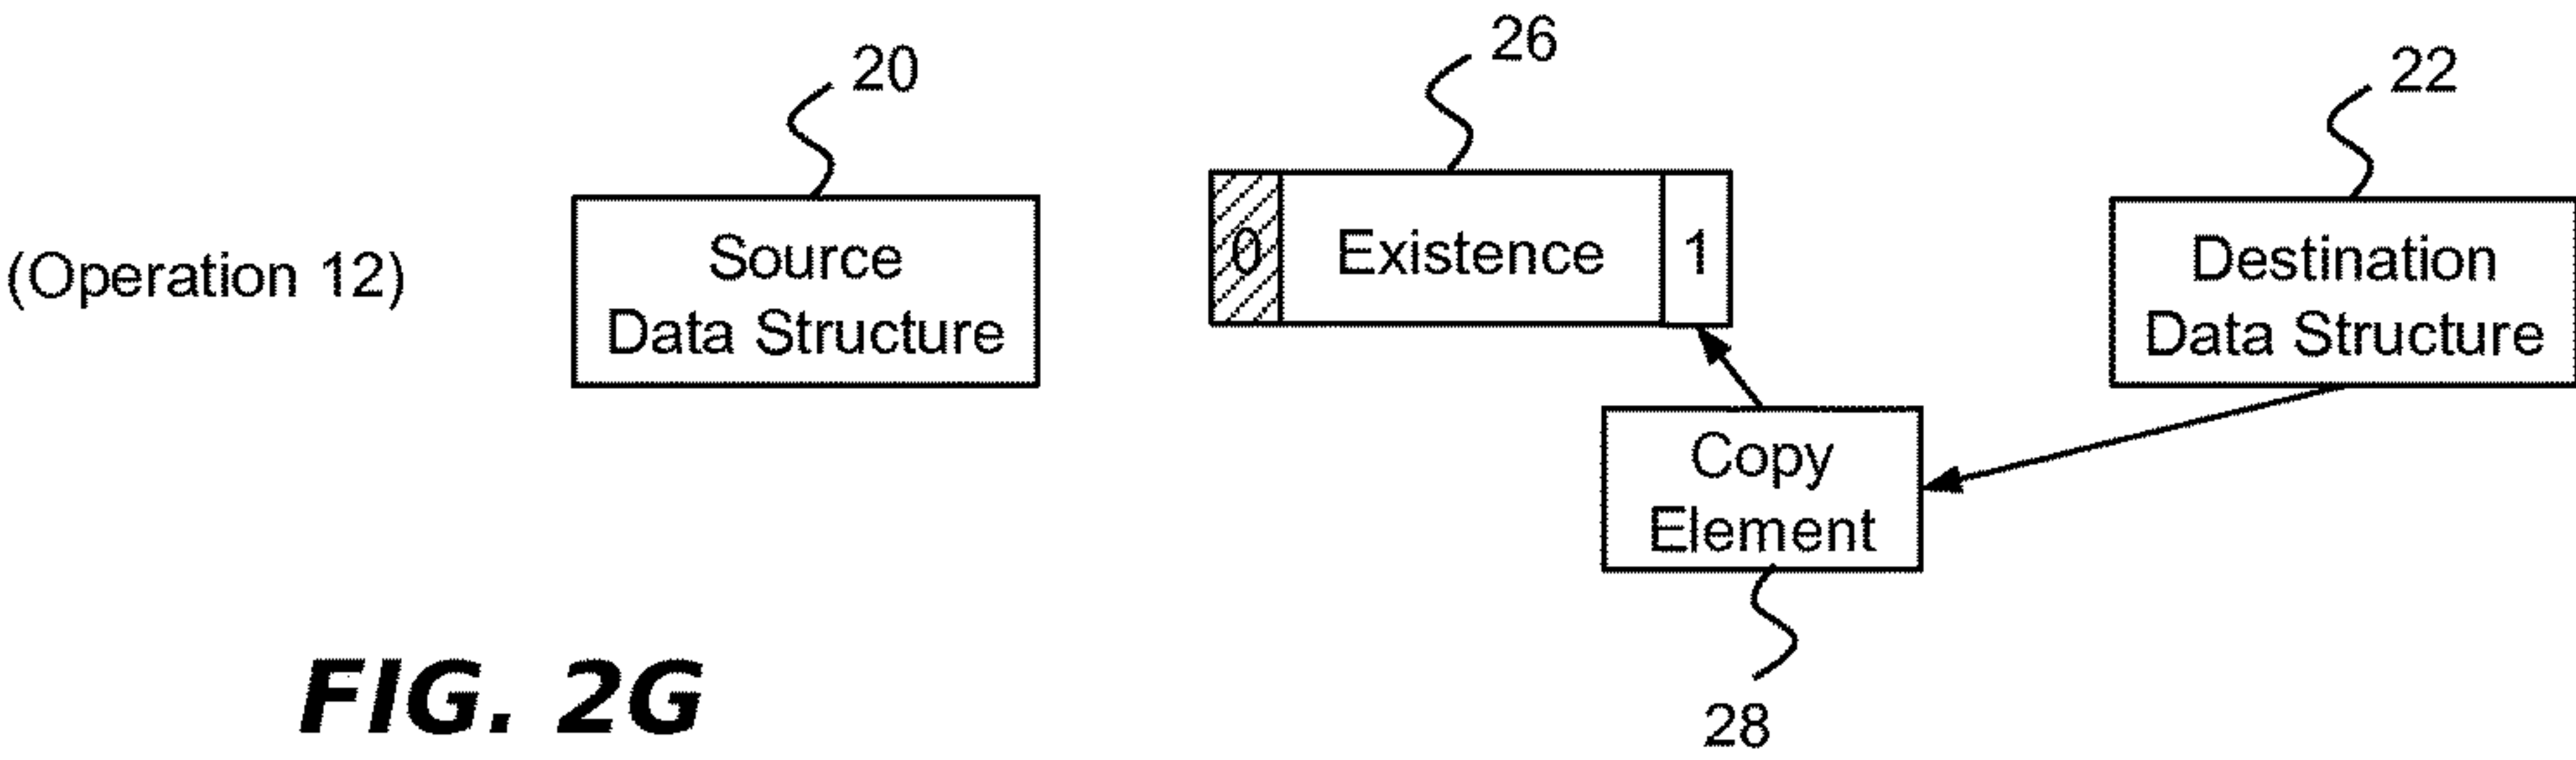 26
20
22
(Operation 12)
Source
Data Structure
0 Existence 1
Destination
Data Structure
Copy
Element
28
FIG. 2G